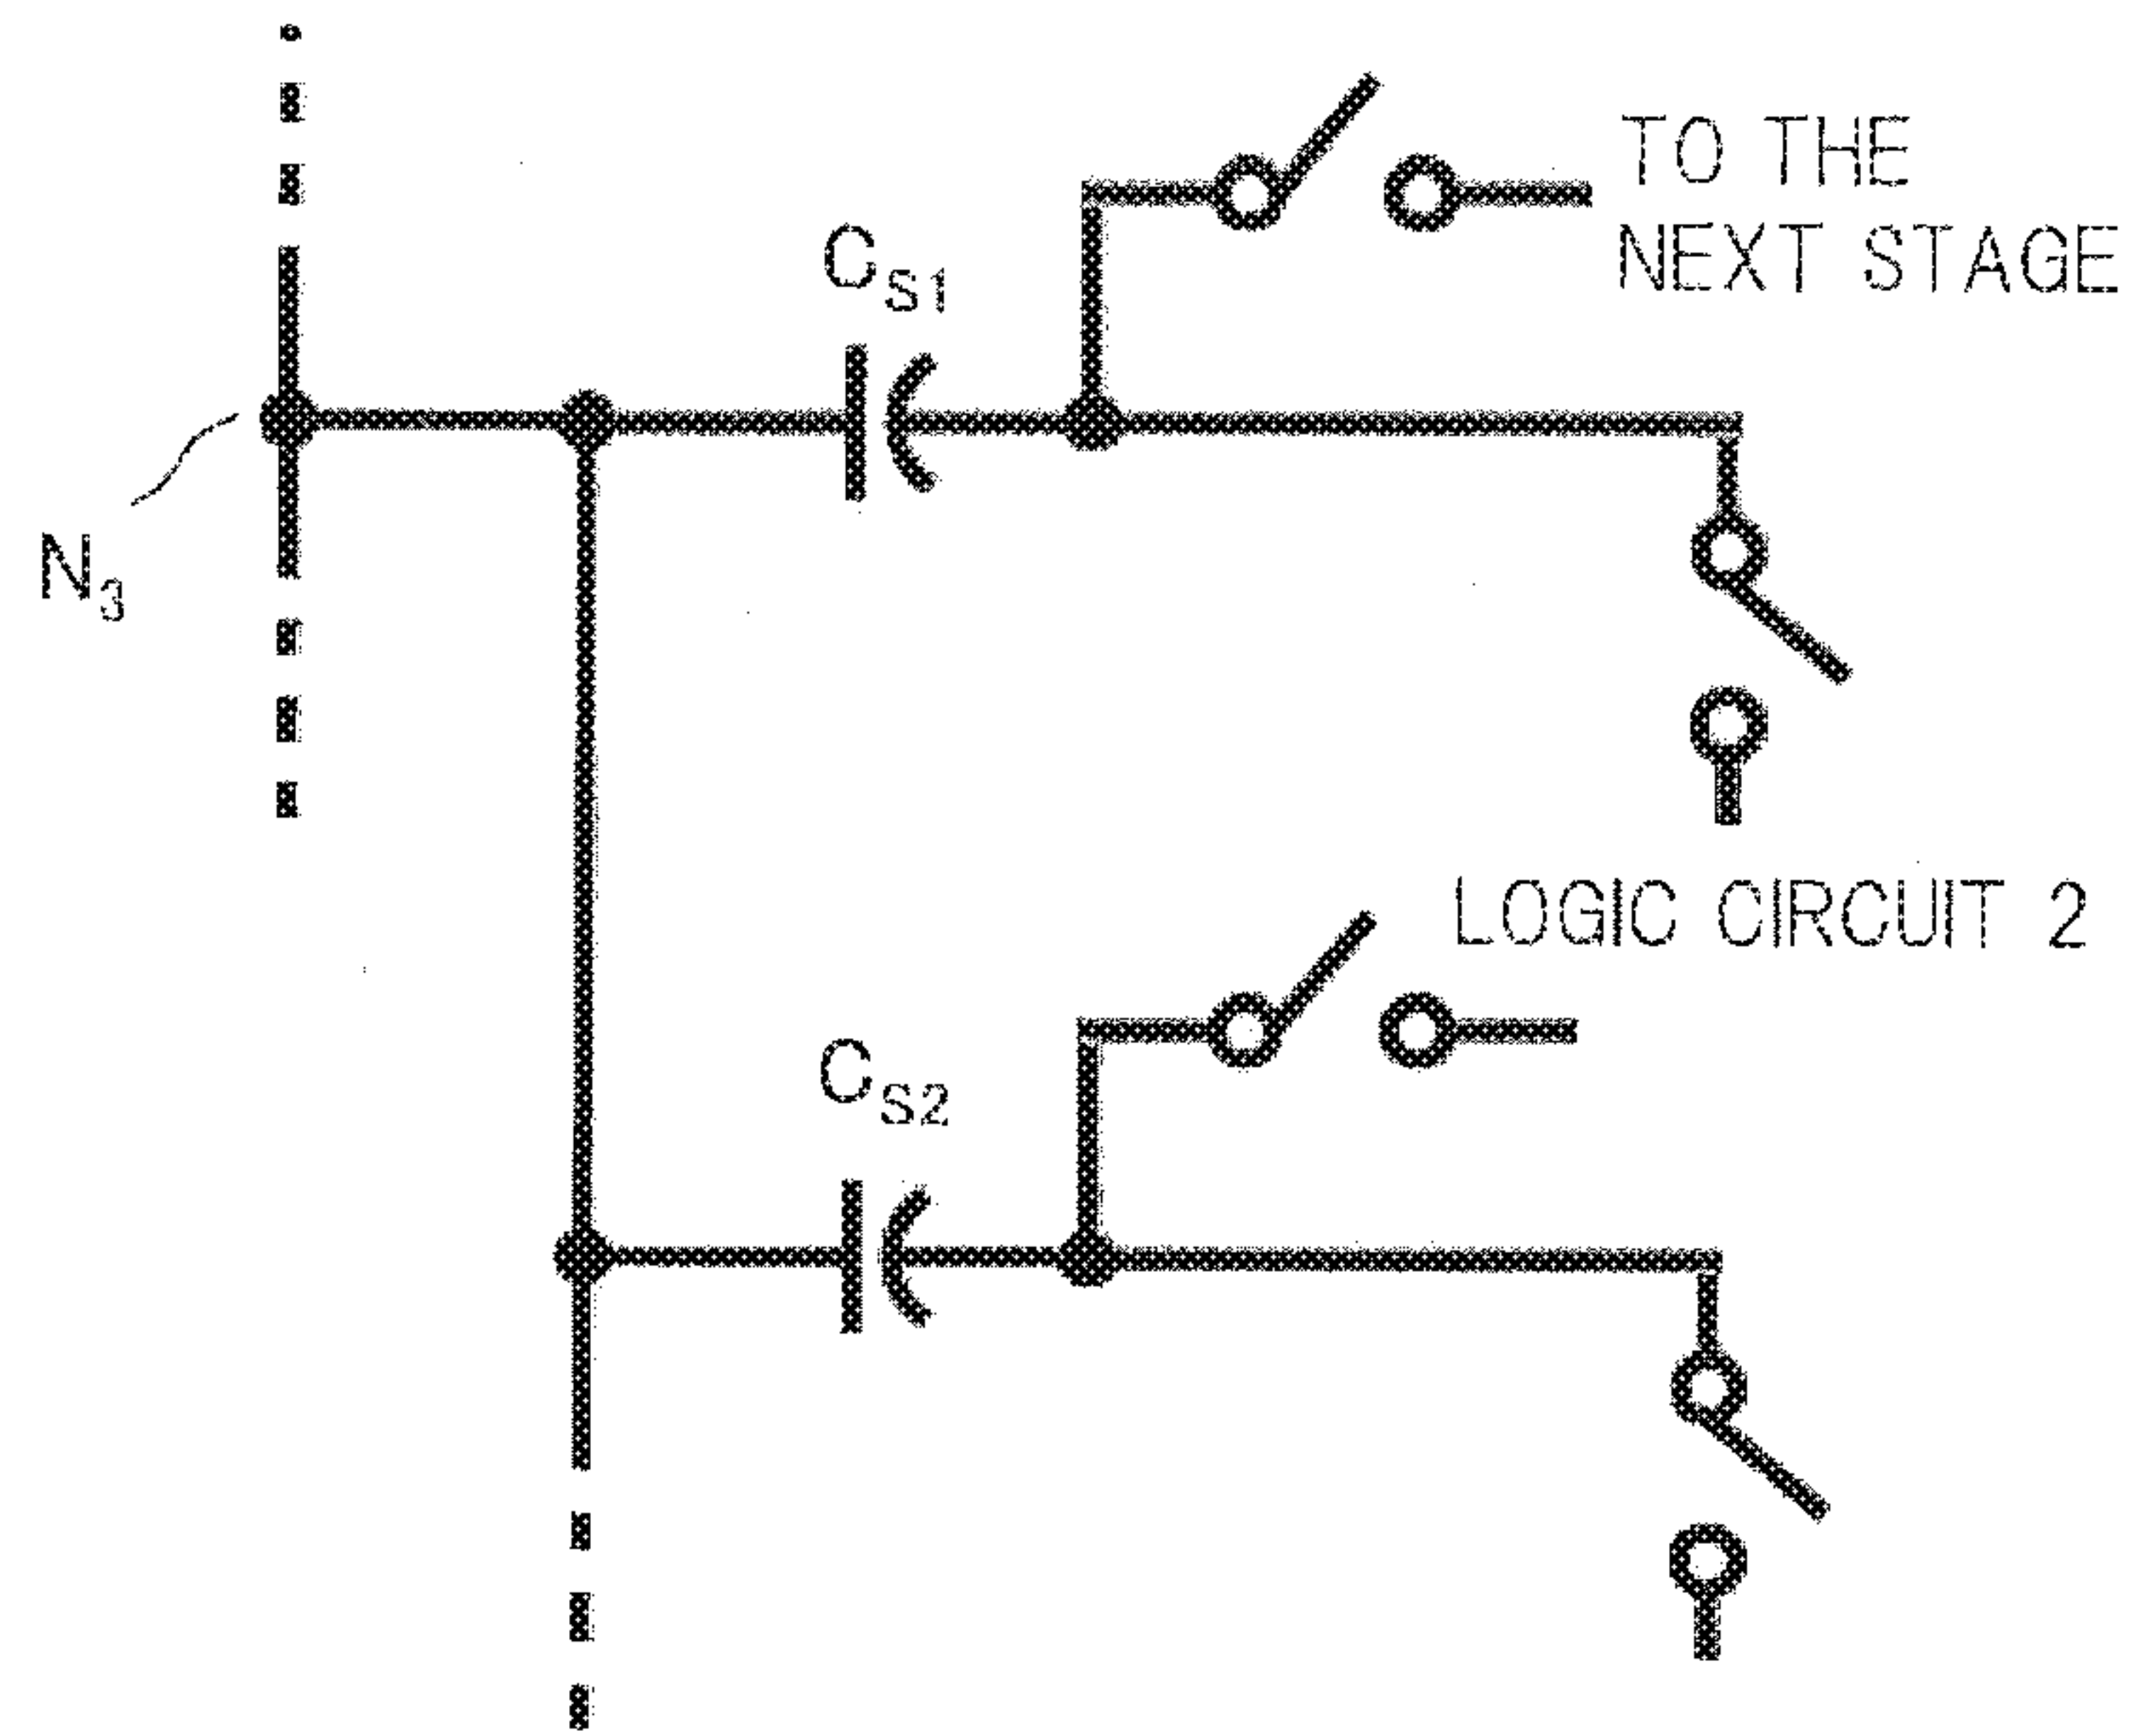 TO THE
NEXT STAGE
C_S1
N_3
LOGIC CIRCUIT 2
C_S2